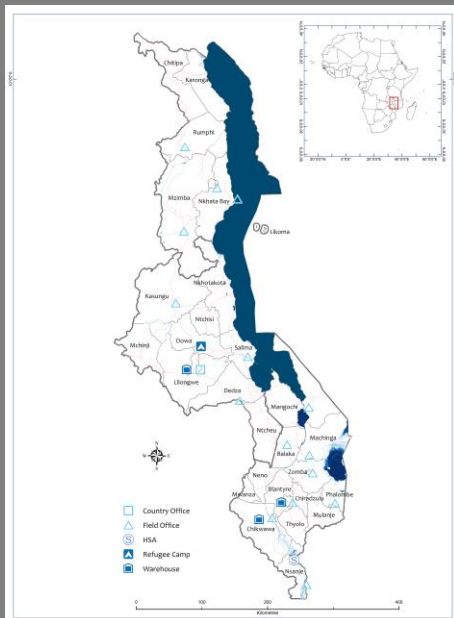 Chitipa
Karonga
Rumphi
Mzimba
Nkhata Bay
Likoma
Nkhotakota
Kasungu
Ntchisi
Mchinji
Dowa
Salima
Lilongwe
Dedza
Mangochi
Ntcheu
Machinga
Balaka
Zomba
Neno
Mwanza
Blantyre
Chiradzulu
Phalombe
Mulanje
Chikwawa
Thyolo
Nsanje
Country Office
Field Office
HSA
Refugee Camp
Warehouse
0 100 200 400
Kilometers